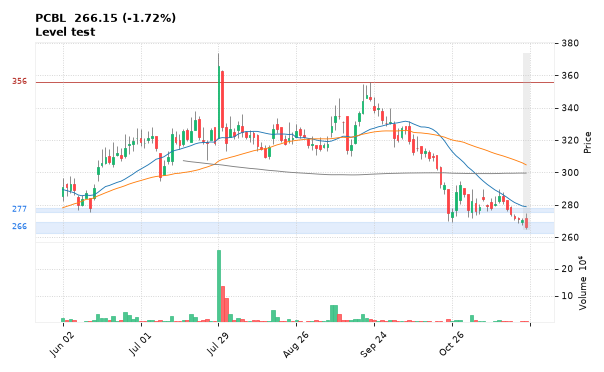 PCBL 266.15 (-1.72%)
Level test
380
356
360
340
320
300
277
280
266
260
Price
20
10
Volume 10⁶
Jun 02
Jul 01
Jul 29
Aug 26
Sep 24
Oct 26